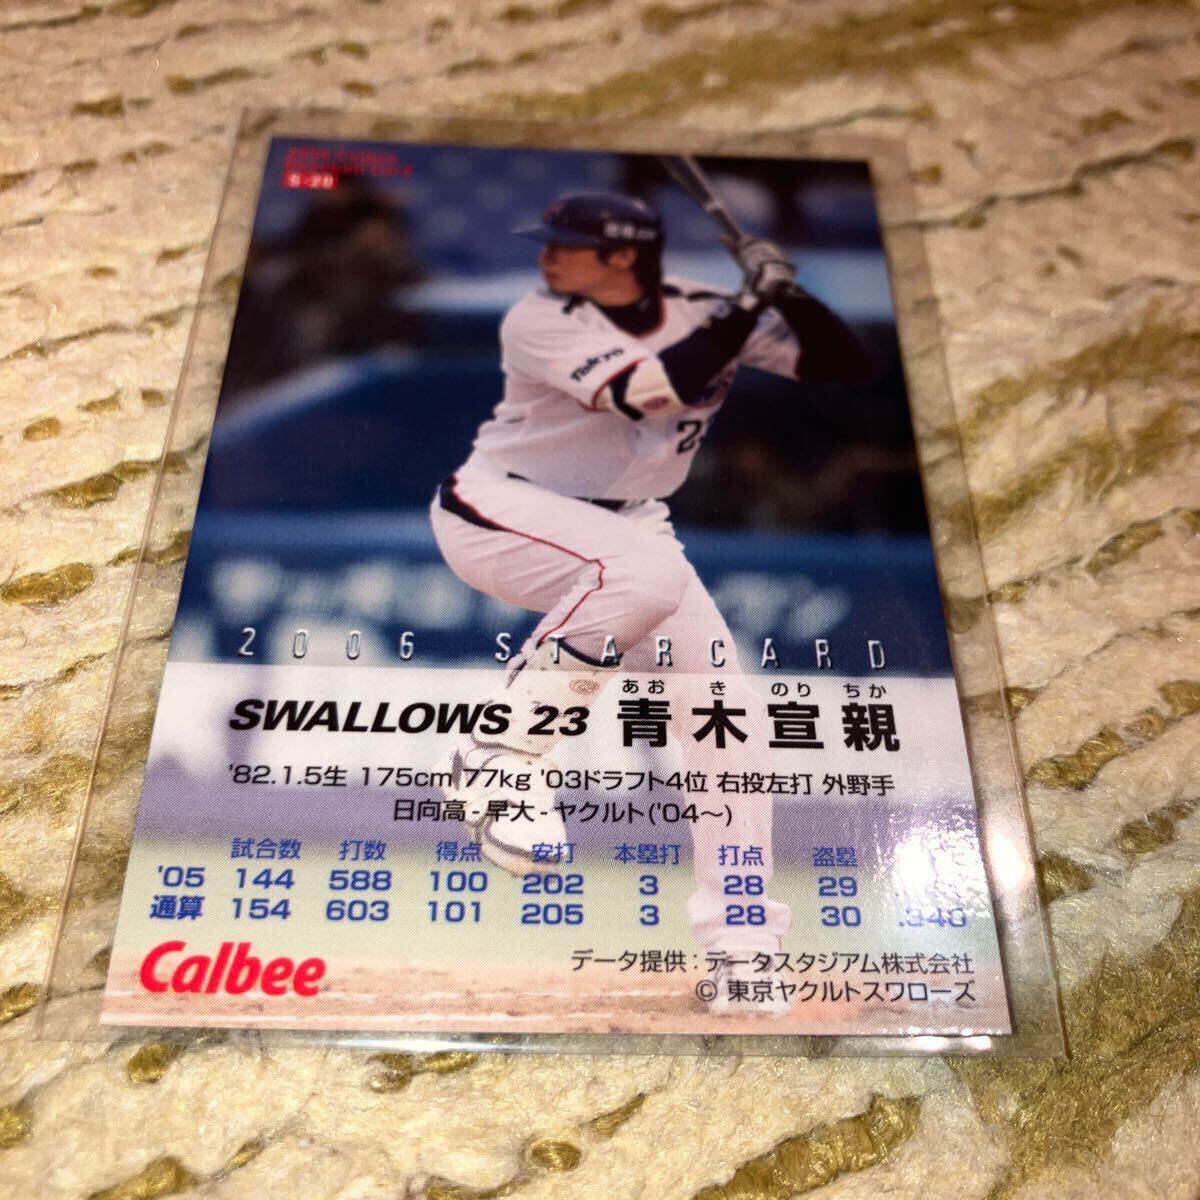 2006 Calbee
Baseball Card
S-20
Tokyo
2006 STARCARD
あお き のり ちか
SWALLOWS 23 青木宣親
'82.1.5生 175cm 77kg '03ドラフト4位 右投左打 外野手
日向高-早大-ヤクルト('04〜)
試合数 打数 得点 安打 本塁打 打点 盗塁
'05 144 588 100 202 3 28 29
通算 154 603 101 205 3 28 30 .340
Calbee
データ提供:データスタジアム株式会社
© 東京ヤクルトスワローズ